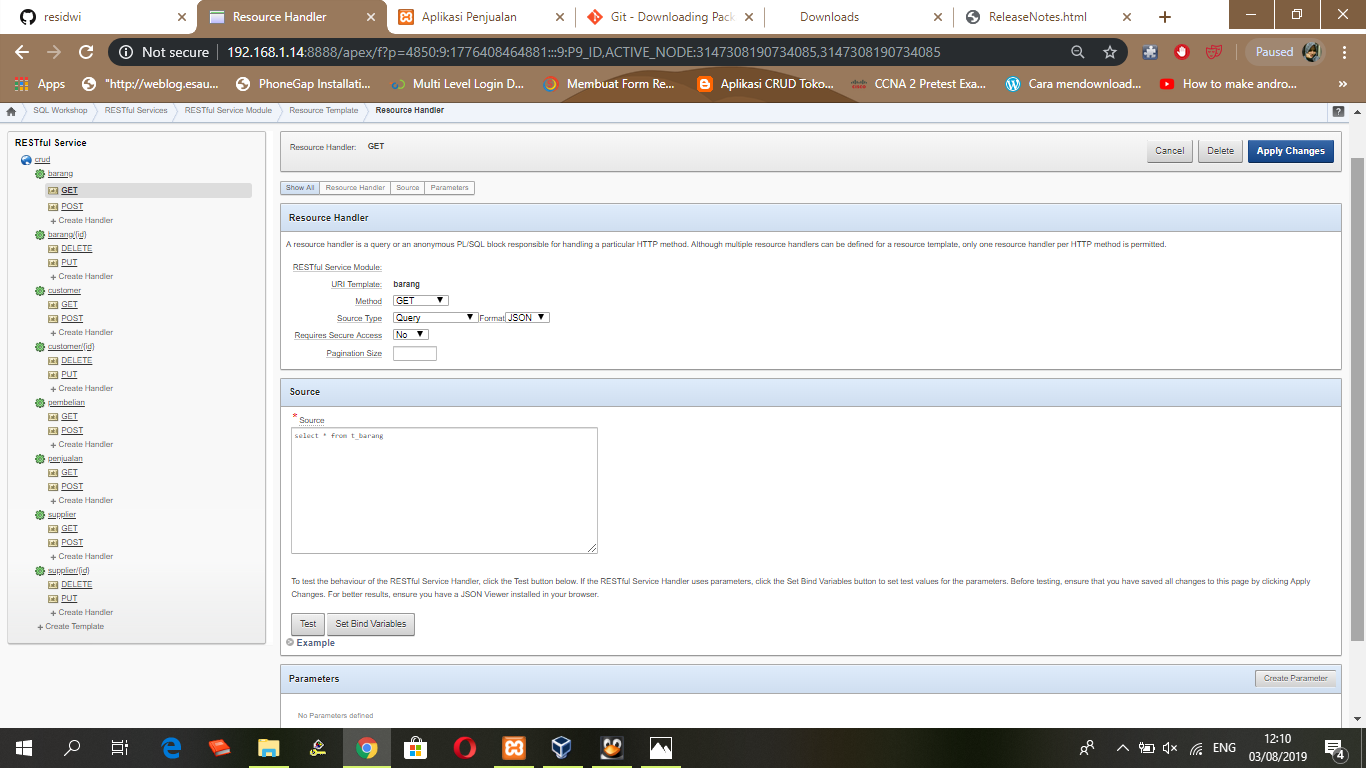 residwi
Resource Handler
Aplikasi Penjualan
Git - Downloading Pack
Downloads
ReleaseNotes.html
Not secure
192.168.1.14:8888/apex/f?p=4850:9:1776408464881:::9:P9_ID,ACTIVE_NODE:3147308190734085,3147308190734085
Paused
Apps
"http://weblog.esau...
PhoneGap Installati...
Multi Level Login D...
Membuat Form Re...
Aplikasi CRUD Toko...
CCNA 2 Pretest Exa...
Cara mendownload...
How to make andro...
SQL Workshop
RESTful Services
RESTful Service Module
Resource Template
Resource Handler
RESTful Service
crud
barang
GET
POST
Create Handler
barang/{id}
DELETE
PUT
Create Handler
customer
GET
POST
Create Handler
customer/{id}
DELETE
PUT
Create Handler
pembelian
GET
POST
Create Handler
penjualan
GET
POST
Create Handler
supplier
GET
POST
Create Handler
supplier/{id}
DELETE
PUT
Create Handler
Create Template
Resource Handler: GET
Cancel
Delete
Apply Changes
Show All
Resource Handler
Source
Parameters
Resource Handler
A resource handler is a query or an anonymous PL/SQL block responsible for handling a particular HTTP method. Although multiple resource handlers can be defined for a resource template, only one resource handler per HTTP method is permitted.
RESTful Service Module:
URI Template: barang
Method GET
Source Type Query Format JSON
Requires Secure Access No
Pagination Size
Source
* Source
select * from t_barang
To test the behaviour of the RESTful Service Handler, click the Test button below. If the RESTful Service Handler uses parameters, click the Set Bind Variables button to set test values for the parameters. Before testing, ensure that you have saved all changes to this page by clicking Apply
Changes. For better results, ensure you have a JSON Viewer installed in your browser.
Test
Set Bind Variables
Example
Parameters
Create Parameter
No Parameters defined
ENG
12:10
03/08/2019
4